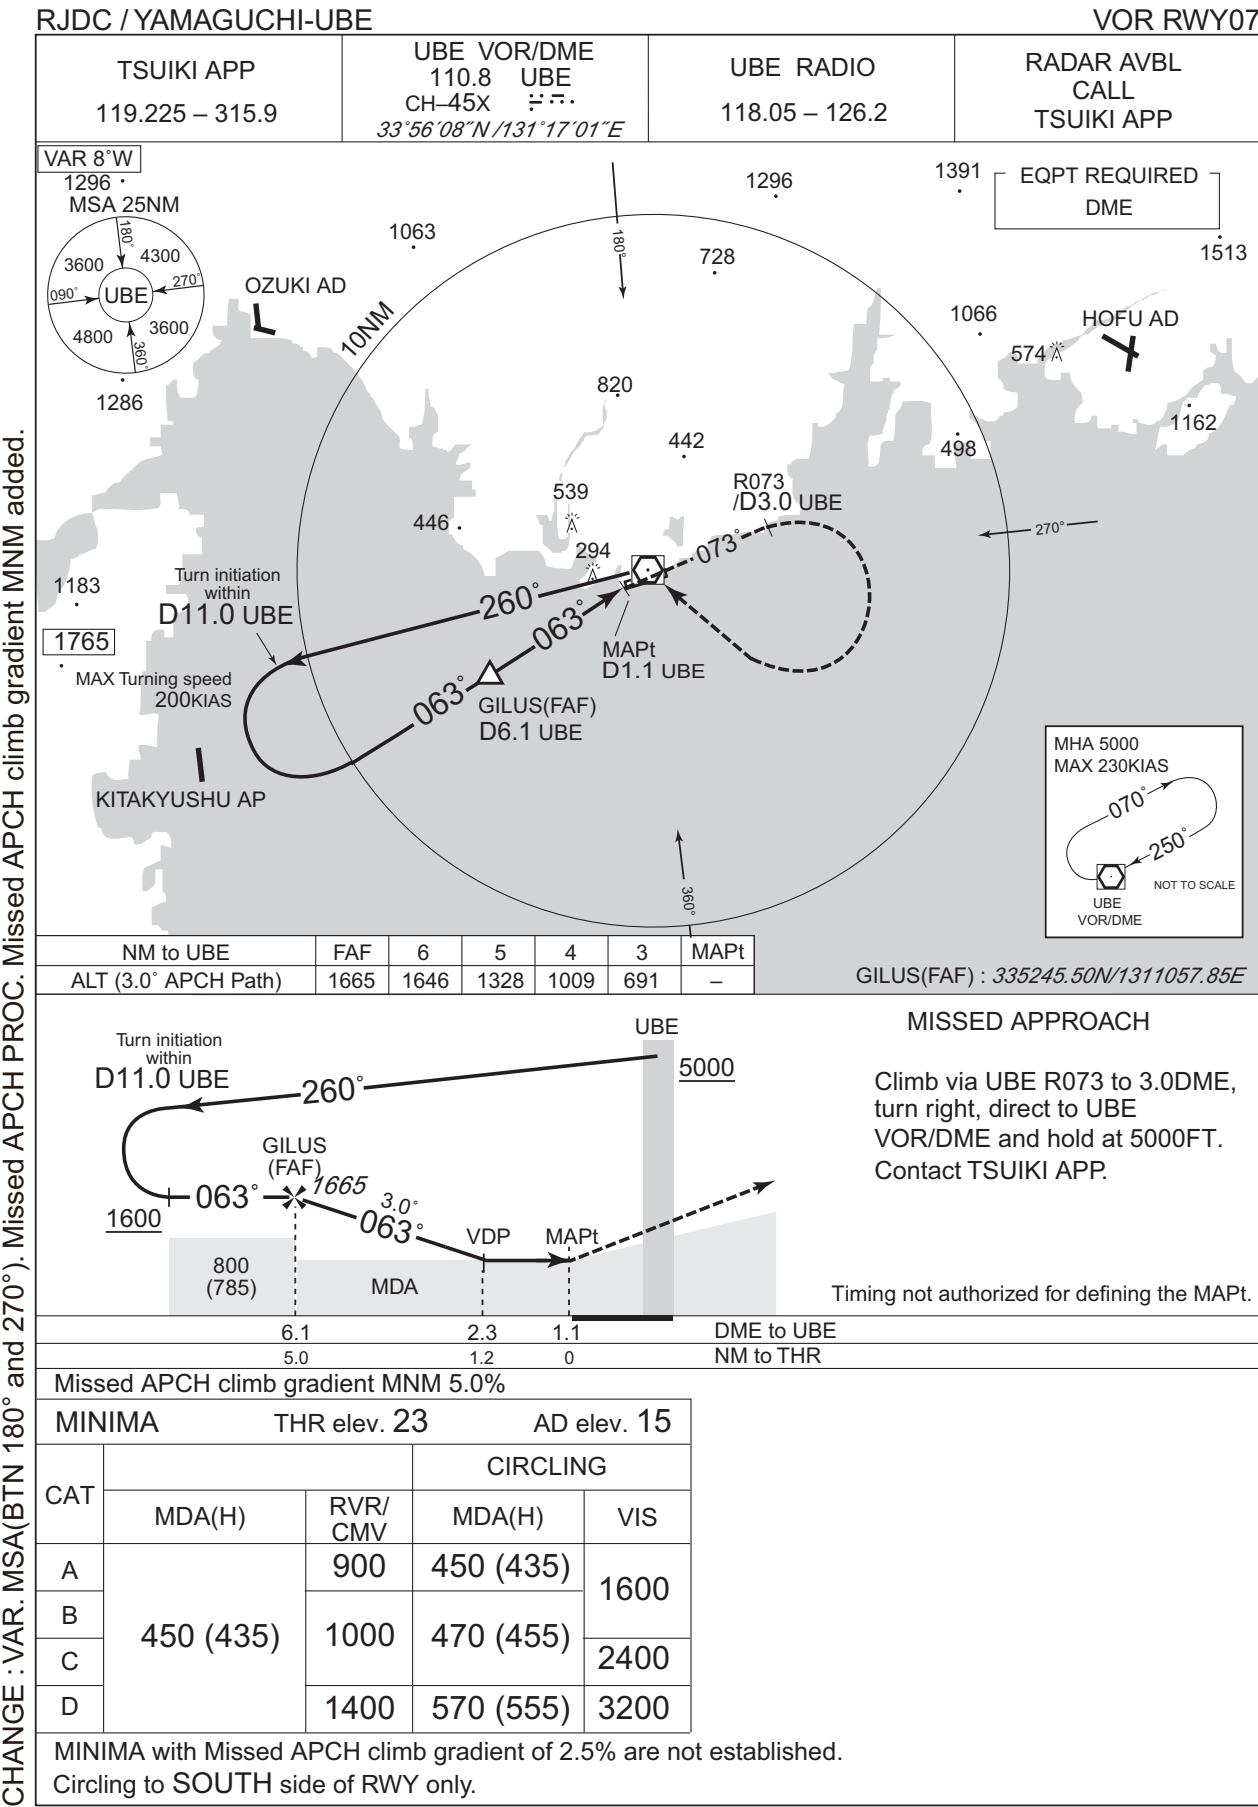 RJDC / YAMAGUCHI-UBE
VOR RWY07
TSUIKI APP
119.225 – 315.9
UBE VOR/DME
110.8 UBE
CH–45X
33°56′08″N /131°17′01″E
UBE RADIO
118.05 – 126.2
RADAR AVBL
CALL
TSUIKI APP
VAR 8°W
1296
MSA 25NM
180°
3600
4300
090°
UBE
270°
4800
3600
360°
1286
OZUKI AD
1063
10NM
180°
1296
728
1391
EQPT REQUIRED
DME
1513
1066
HOFU AD
574
1162
498
820
442
539
446
294
R073
/D3.0 UBE
073°
270°
1183
1765
Turn initiation
within
D11.0 UBE
260°
063°
MAX Turning speed
200KIAS
MAPt
D1.1 UBE
063°
GILUS(FAF)
D6.1 UBE
KITAKYUSHU AP
360°
MHA 5000
MAX 230KIAS
070°
250°
NOT TO SCALE
UBE
VOR/DME
NM to UBE FAF 6 5 4 3 MAPt
ALT (3.0° APCH Path) 1665 1646 1328 1009 691 –
GILUS(FAF) : 335245.50N/1311057.85E
UBE
5000
Turn initiation
within
D11.0 UBE
260°
GILUS
(FAF)
1665
063°
3.0°
063°
1600
VDP
MAPt
800
(785)
MDA
MISSED APPROACH
Climb via UBE R073 to 3.0DME,
turn right, direct to UBE
VOR/DME and hold at 5000FT.
Contact TSUIKI APP.
Timing not authorized for defining the MAPt.
6.1 2.3 1.1 DME to UBE
5.0 1.2 0 NM to THR
Missed APCH climb gradient MNM 5.0%
MINIMA THR elev. 23 AD elev. 15
CAT
CIRCLING
MDA(H)
RVR/
CMV
MDA(H)
VIS
A
B
C
D
450 (435)
900
1000
1400
450 (435)
470 (455)
570 (555)
1600
2400
3200
MINIMA with Missed APCH climb gradient of 2.5% are not established.
Circling to SOUTH side of RWY only.
CHANGE : VAR. MSA(BTN 180° and 270°). Missed APCH PROC. Missed APCH climb gradient MNM added.